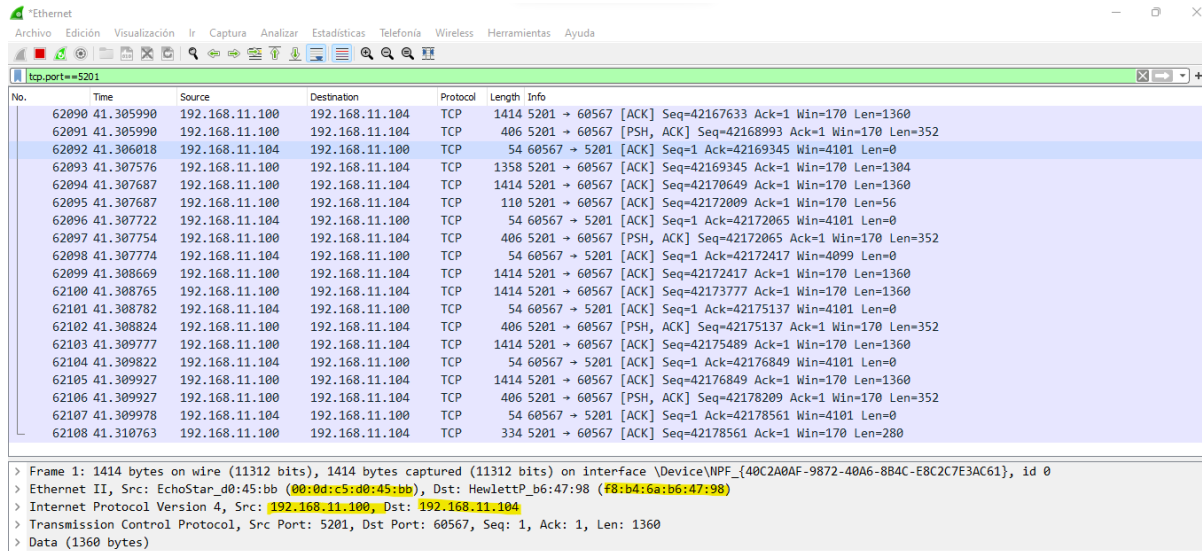 *Ethernet
Archivo Edición Visualización Ir Captura Analizar Estadísticas Telefonía Wireless Herramientas Ayuda
tcp.port==5201
No. Time Source Destination Protocol Length Info
62090 41.305990 192.168.11.100 192.168.11.104 TCP 1414 5201 → 60567 [ACK] Seq=42167633 Ack=1 Win=170 Len=1360
62091 41.305990 192.168.11.100 192.168.11.104 TCP 406 5201 → 60567 [PSH, ACK] Seq=42168993 Ack=1 Win=170 Len=352
62092 41.306018 192.168.11.104 192.168.11.100 TCP 54 60567 → 5201 [ACK] Seq=1 Ack=42169345 Win=4101 Len=0
62093 41.307576 192.168.11.100 192.168.11.104 TCP 1358 5201 → 60567 [ACK] Seq=42169345 Ack=1 Win=170 Len=1304
62094 41.307687 192.168.11.100 192.168.11.104 TCP 1414 5201 → 60567 [ACK] Seq=42170649 Ack=1 Win=170 Len=1360
62095 41.307687 192.168.11.100 192.168.11.104 TCP 110 5201 → 60567 [ACK] Seq=42172009 Ack=1 Win=170 Len=56
62096 41.307722 192.168.11.104 192.168.11.100 TCP 54 60567 → 5201 [ACK] Seq=1 Ack=42172065 Win=4101 Len=0
62097 41.307754 192.168.11.100 192.168.11.104 TCP 406 5201 → 60567 [PSH, ACK] Seq=42172065 Ack=1 Win=170 Len=352
62098 41.307774 192.168.11.104 192.168.11.100 TCP 54 60567 → 5201 [ACK] Seq=1 Ack=42172417 Win=4099 Len=0
62099 41.308669 192.168.11.100 192.168.11.104 TCP 1414 5201 → 60567 [ACK] Seq=42172417 Ack=1 Win=170 Len=1360
62100 41.308765 192.168.11.100 192.168.11.104 TCP 1414 5201 → 60567 [ACK] Seq=42173777 Ack=1 Win=170 Len=1360
62101 41.308782 192.168.11.104 192.168.11.100 TCP 54 60567 → 5201 [ACK] Seq=1 Ack=42175137 Win=4101 Len=0
62102 41.308824 192.168.11.100 192.168.11.104 TCP 406 5201 → 60567 [PSH, ACK] Seq=42175137 Ack=1 Win=170 Len=352
62103 41.309777 192.168.11.100 192.168.11.104 TCP 1414 5201 → 60567 [ACK] Seq=42175489 Ack=1 Win=170 Len=1360
62104 41.309822 192.168.11.104 192.168.11.100 TCP 54 60567 → 5201 [ACK] Seq=1 Ack=42176849 Win=4101 Len=0
62105 41.309927 192.168.11.100 192.168.11.104 TCP 1414 5201 → 60567 [ACK] Seq=42176849 Ack=1 Win=170 Len=1360
62106 41.309927 192.168.11.100 192.168.11.104 TCP 406 5201 → 60567 [PSH, ACK] Seq=42178209 Ack=1 Win=170 Len=352
62107 41.309978 192.168.11.104 192.168.11.100 TCP 54 60567 → 5201 [ACK] Seq=1 Ack=42178561 Win=4101 Len=0
62108 41.310763 192.168.11.100 192.168.11.104 TCP 334 5201 → 60567 [ACK] Seq=42178561 Ack=1 Win=170 Len=280
> Frame 1: 1414 bytes on wire (11312 bits), 1414 bytes captured (11312 bits) on interface \Device\NPF_{40C2A0AF-9872-40A6-8B4C-E8C2C7E3AC61}, id 0
> Ethernet II, Src: EchoStar_d0:45:bb (00:0d:c5:d0:45:bb), Dst: HewlettP_b6:47:98 (f8:b4:6a:b6:47:98)
> Internet Protocol Version 4, Src: 192.168.11.100, Dst: 192.168.11.104
> Transmission Control Protocol, Src Port: 5201, Dst Port: 60567, Seq: 1, Ack: 1, Len: 1360
> Data (1360 bytes)